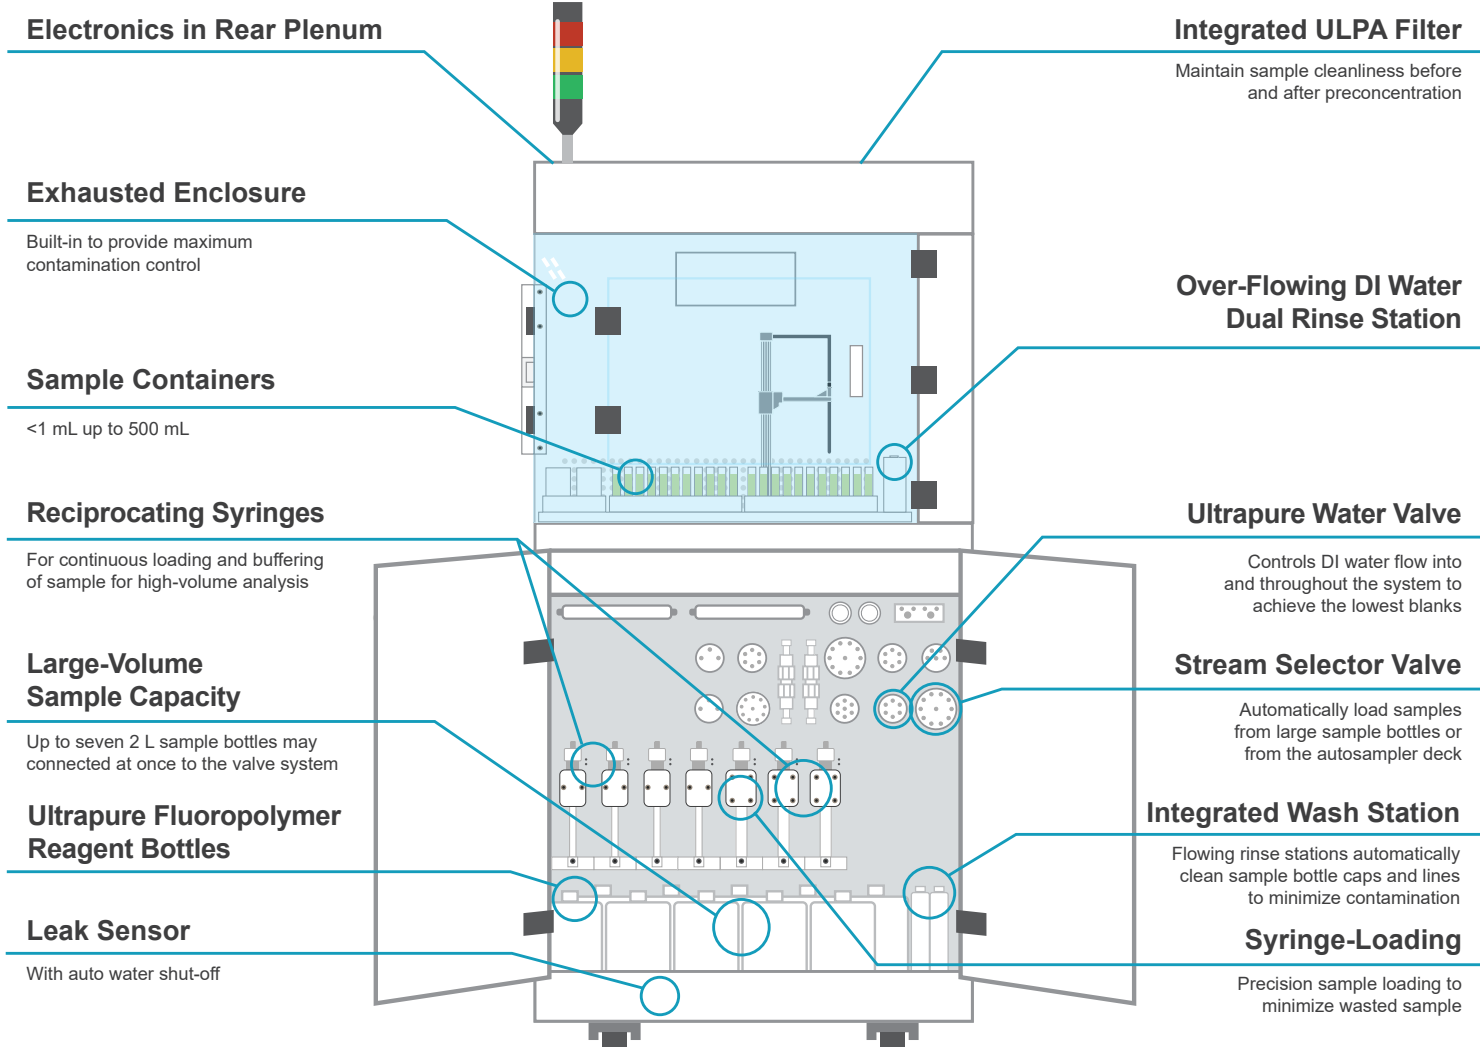 Electronics in Rear Plenum
Exhausted Enclosure
Built-in to provide maximum
contamination control
Sample Containers
<1 mL up to 500 mL
Reciprocating Syringes
For continuous loading and buffering
of sample for high-volume analysis
Large-Volume
Sample Capacity
Up to seven 2 L sample bottles may
connected at once to the valve system
Ultrapure Fluoropolymer
Reagent Bottles
Leak Sensor
With auto water shut-off
Integrated ULPA Filter
Maintain sample cleanliness before
and after preconcentration
Over-Flowing DI Water
Dual Rinse Station
Ultrapure Water Valve
Controls DI water flow into
and throughout the system to
achieve the lowest blanks
Stream Selector Valve
Automatically load samples
from large sample bottles or
from the autosampler deck
Integrated Wash Station
Flowing rinse stations automatically
clean sample bottle caps and lines
to minimize contamination
Syringe-Loading
Precision sample loading to
minimize wasted sample